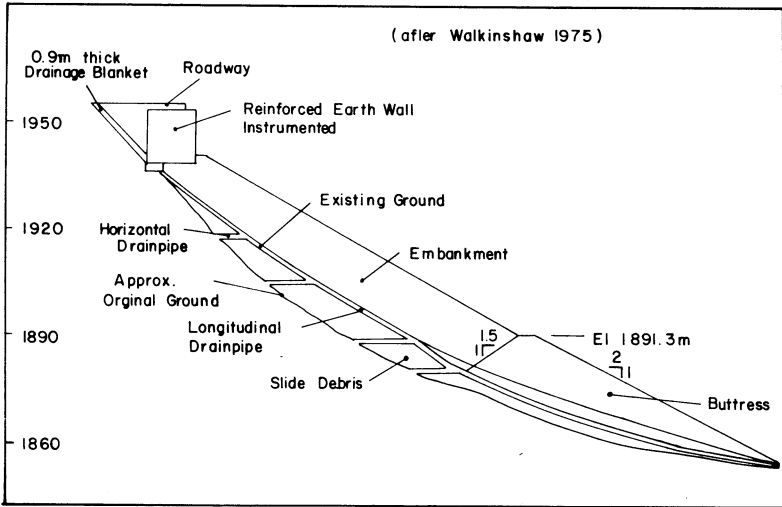 (afler Walkinshaw 1975)
0.9m thick
Drainage Blanket
Roadway
Reinforced Earth Wall
Instrumented
1950
1920
Horizontal
Drainpipe
Existing Ground
Embankment
Approx.
Orginal Ground
Longitudinal
Drainpipe
1890
1.5
1
El 1891.3m
2
1
Slide Debris
Buttress
1860